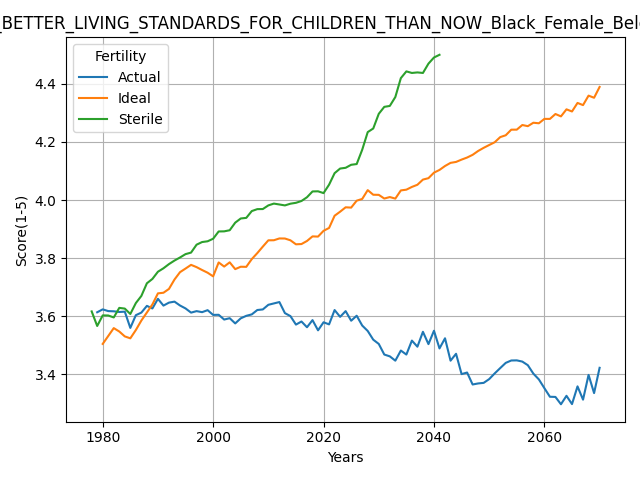 _BETTER_LIVING_STANDARDS_FOR_CHILDREN_THAN_NOW_Black_Female_Belo
Fertility
Actual
Ideal
Sterile
Score(1-5)
4.4
4.2
4.0
3.8
3.6
3.4
1980 2000 2020 2040 2060
Years